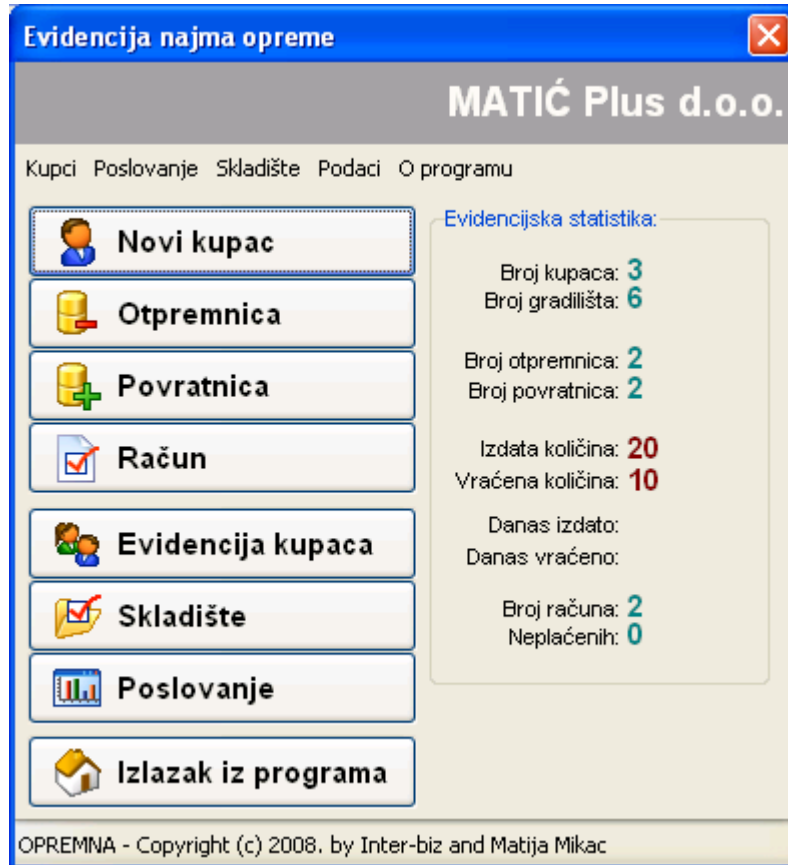 Evidencija najma opreme
MATIĆ Plus d.o.o.
Kupci Poslovanje Skladište Podaci O programu
Novi kupac
Otpremnica
Povratnica
Račun
Evidencija kupaca
Skladište
Poslovanje
Izlazak iz programa
Evidencijska statistika:
Broj kupaca: 3
Broj gradilišta: 6
Broj otpremnica: 2
Broj povratnica: 2
Izdata količina: 20
Vraćena količina: 10
Danas izdato:
Danas vraćeno:
Broj računa: 2
Neplaćenih: 0
OPREMNA - Copyright (c) 2008. by Inter-biz and Matija Mikac